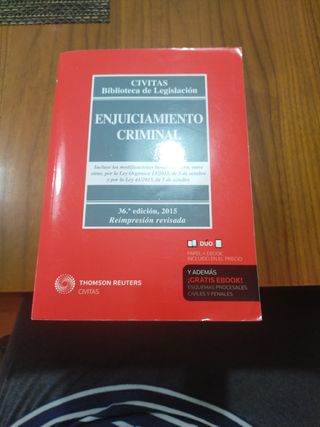 CIVITAS
Biblioteca de Legislación
ENJUICIAMIENTO
CRIMINAL
Incluye las modificaciones entre
otras, por la Ley Orgánica 13/2015, de 5 de octubre
y por la Ley 41/2015, de 5 de octubre
36.ª edición, 2015
Reimpresión revisada
DUO
PAPEL + EBOOK
INCLUIDO EN EL PRECIO
Y ADEMÁS
¡GRATIS EBOOK!
ESQUEMAS PROCESALES
CIVILES Y PENALES
THOMSON REUTERS
CIVITAS